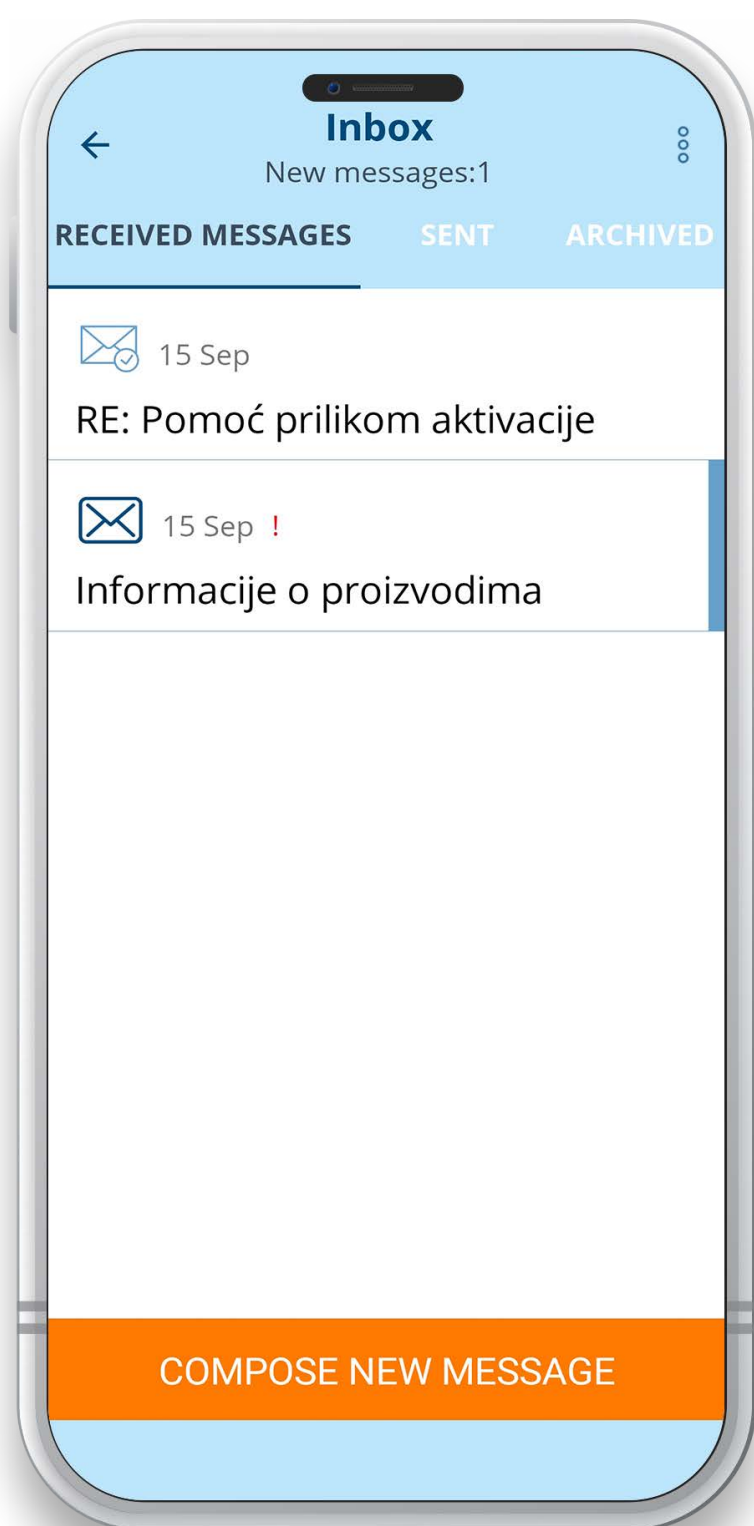 Inbox
New messages:1
RECEIVED MESSAGES SENT ARCHIVED
15 Sep
RE: Pomoć prilikom aktivacije
15 Sep !
Informacije o proizvodima
COMPOSE NEW MESSAGE